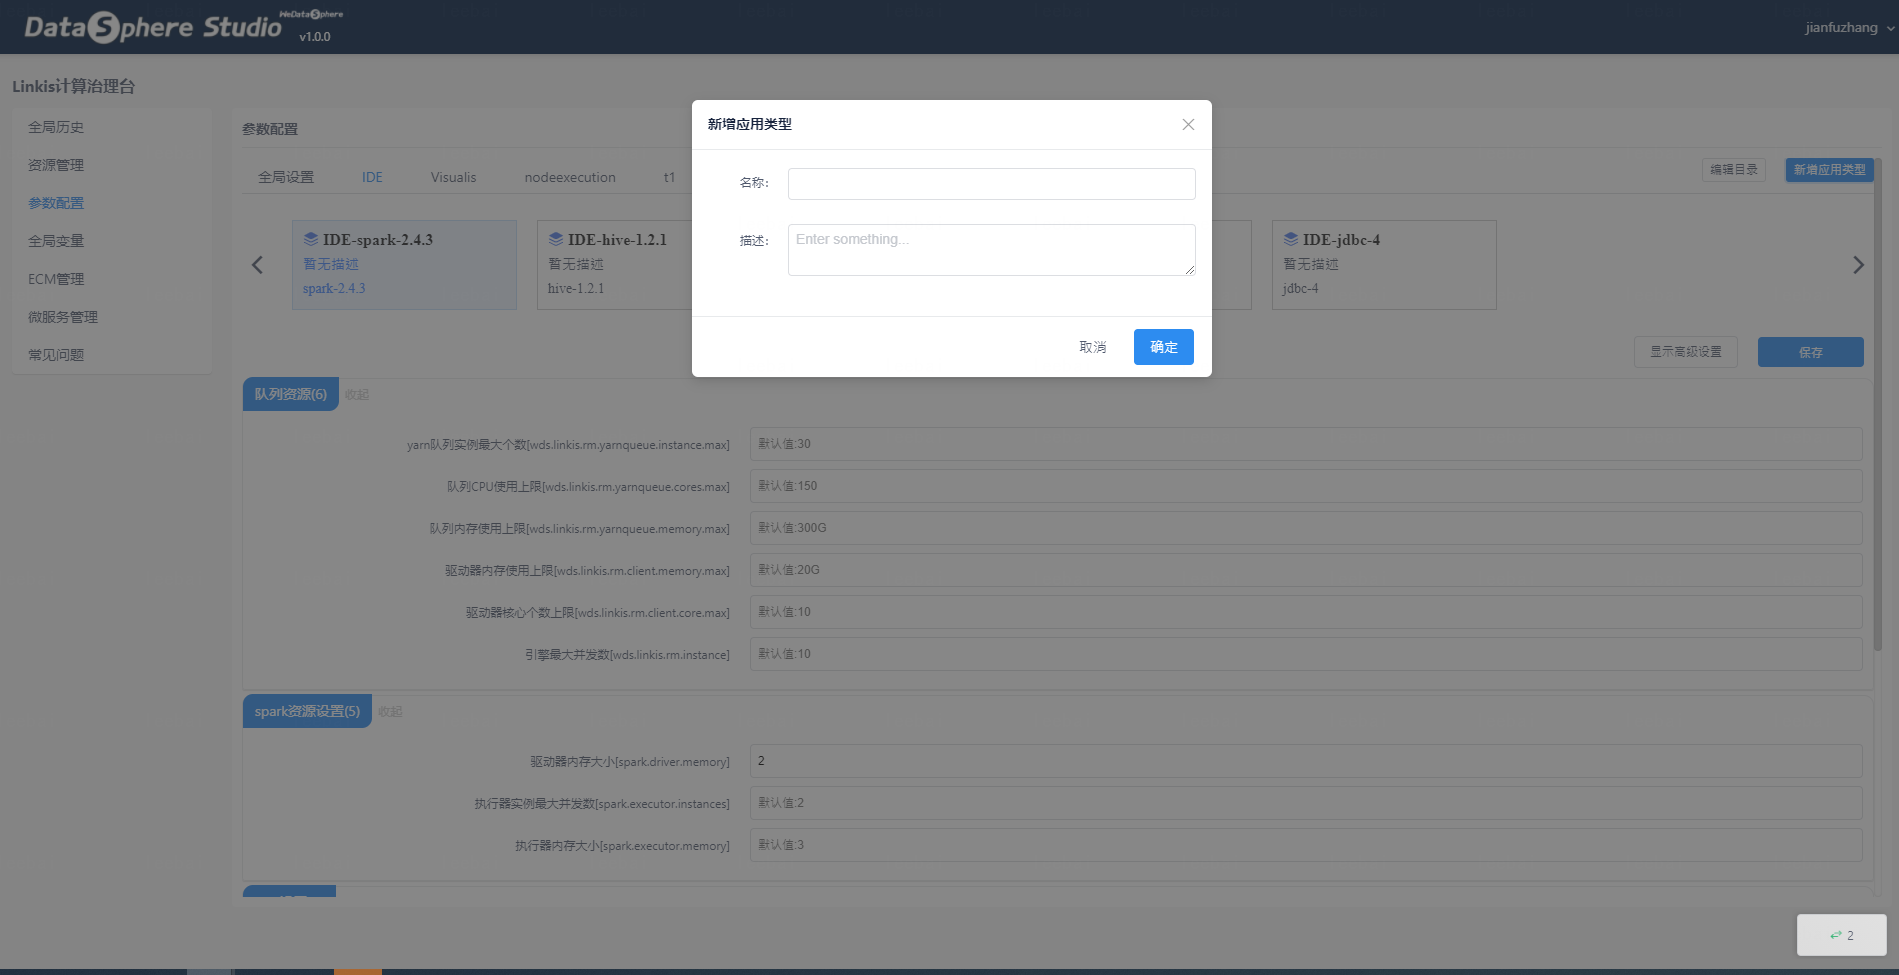 DataSphere Studio
WeDataSphere
v1.0.0
jianfuzhang
Linkis计算治理台
全局历史
资源管理
参数配置
全局变量
ECM管理
微服务管理
常见问题
参数配置
全局设置 IDE Visualis nodeexecution t1
编辑目录 新增应用类型
IDE-spark-2.4.3
暂无描述
spark-2.4.3
IDE-hive-1.2.1
暂无描述
hive-1.2.1
IDE-jdbc-4
暂无描述
jdbc-4
新增应用类型
名称：
描述： Enter something...
取消 确定
显示高级设置 保存
队列资源(6) 收起
yarn队列实例最大个数[wds.linkis.rm.yarnqueue.instance.max] 默认值:30
队列CPU使用上限[wds.linkis.rm.yarnqueue.cores.max] 默认值:150
队列内存使用上限[wds.linkis.rm.yarnqueue.memory.max] 默认值:300G
驱动器内存使用上限[wds.linkis.rm.client.memory.max] 默认值:20G
驱动器核心个数上限[wds.linkis.rm.client.core.max] 默认值:10
引擎最大并发数[wds.linkis.rm.instance] 默认值:10
spark资源设置(5) 收起
驱动器内存大小[spark.driver.memory] 2
执行器实例最大并发数[spark.executor.instances] 默认值:2
执行器内存大小[spark.executor.memory] 默认值:3
2